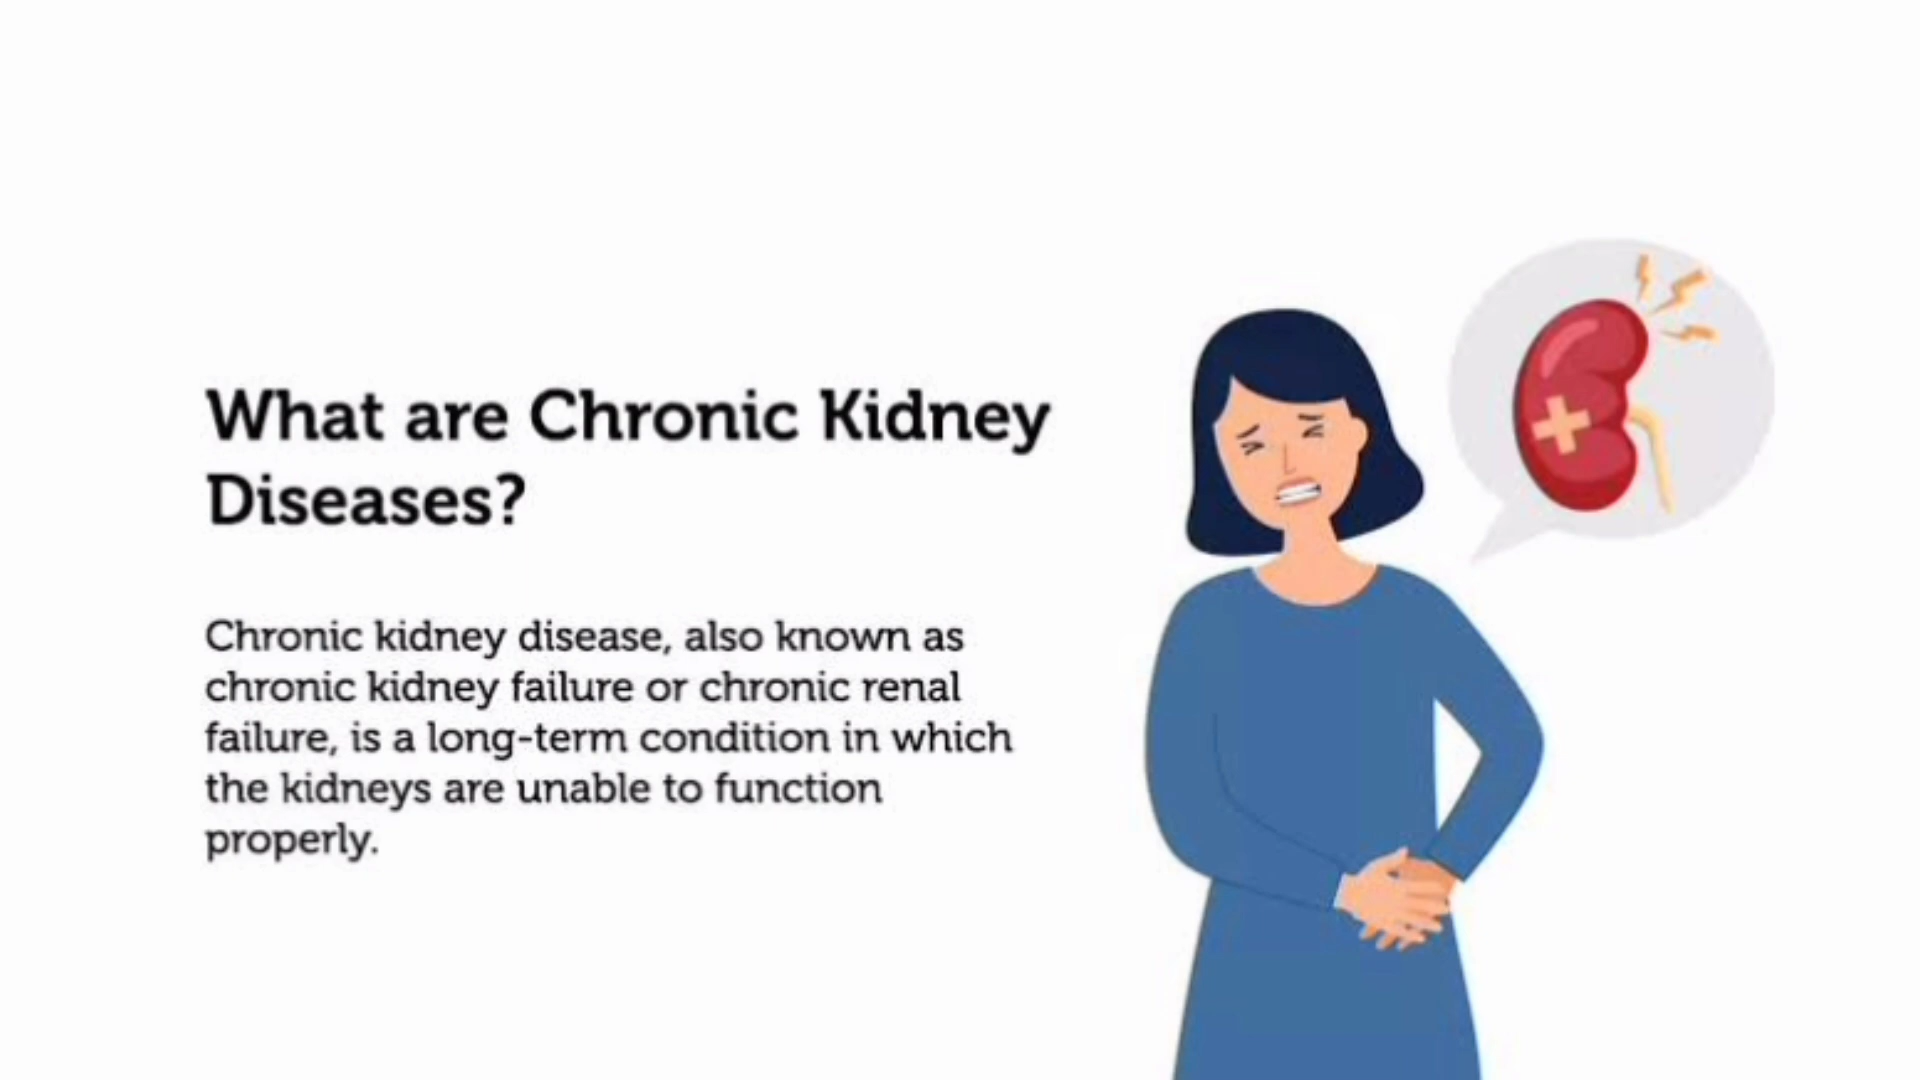 What are Chronic Kidney
Diseases?
Chronic kidney disease, also known as
chronic kidney failure or chronic renal
failure, is a long-term condition in which
the kidneys are unable to function
properly.